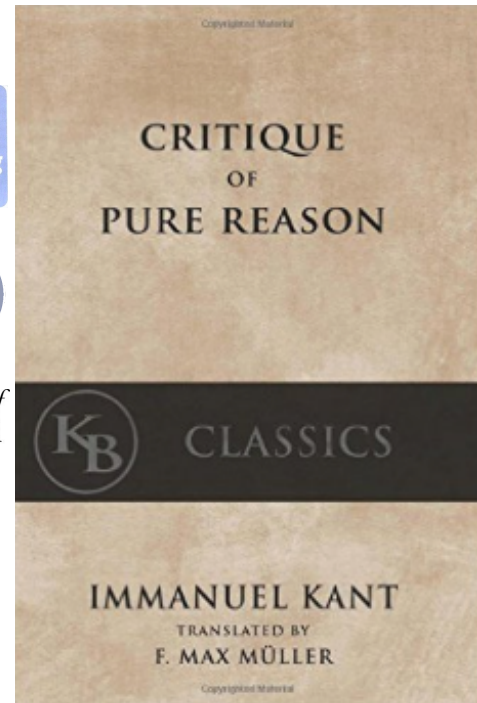 Copyrighted Material
CRITIQUE
OF
PURE REASON
KB
CLASSICS
IMMANUEL KANT
TRANSLATED BY
F. MAX MÜLLER
Copyrighted Material